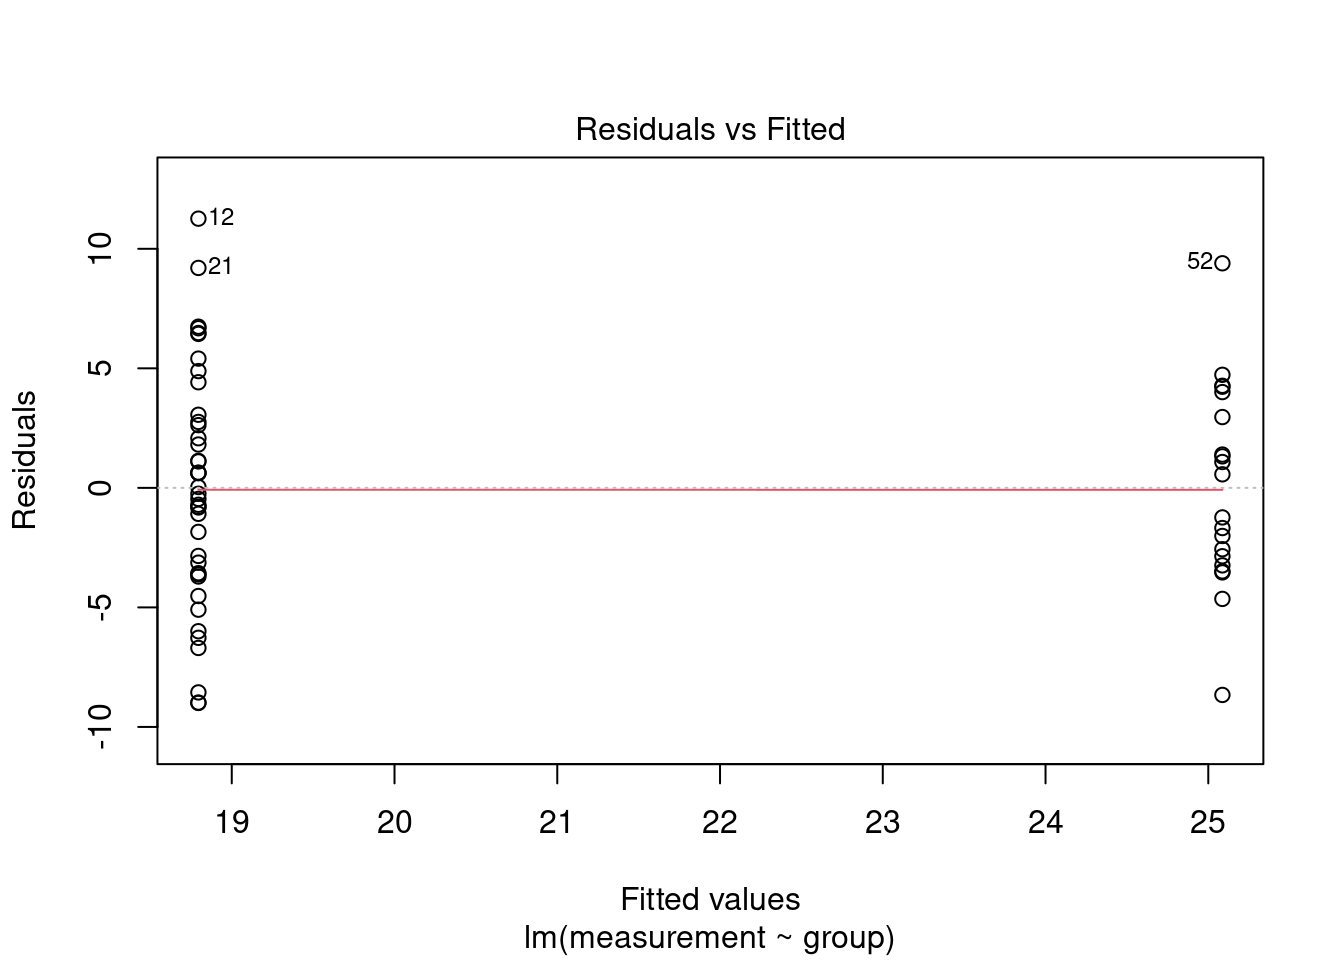 Residuals vs Fitted
12
21
52
10
5
0
-5
-10
Residuals
19 20 21 22 23 24 25
Fitted values
lm(measurement ~ group)